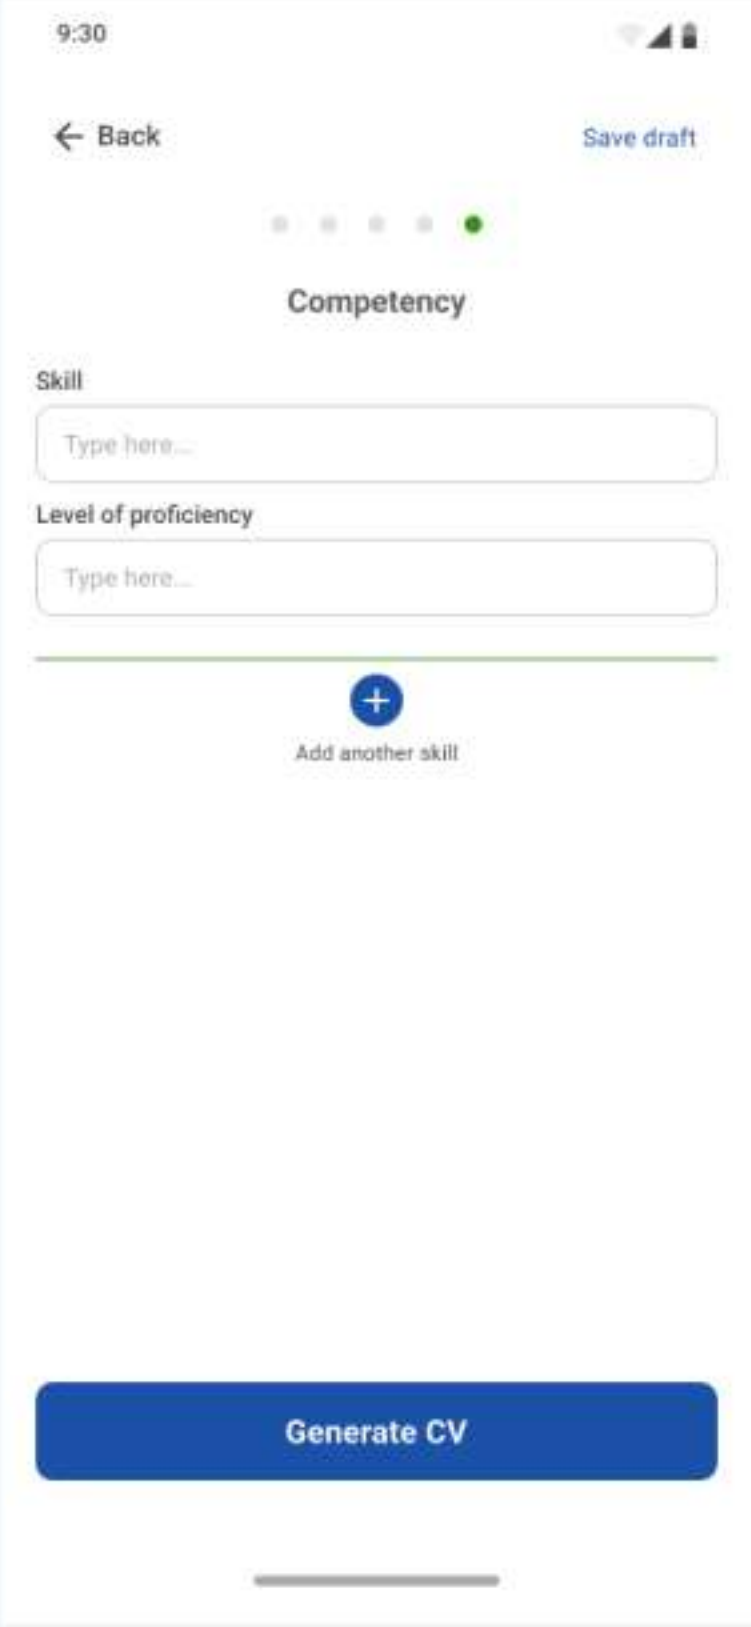 9:30
Back
Save draft
Competency
Skill
Type here...
Level of proficiency
Type here...
Add another skill
Generate CV